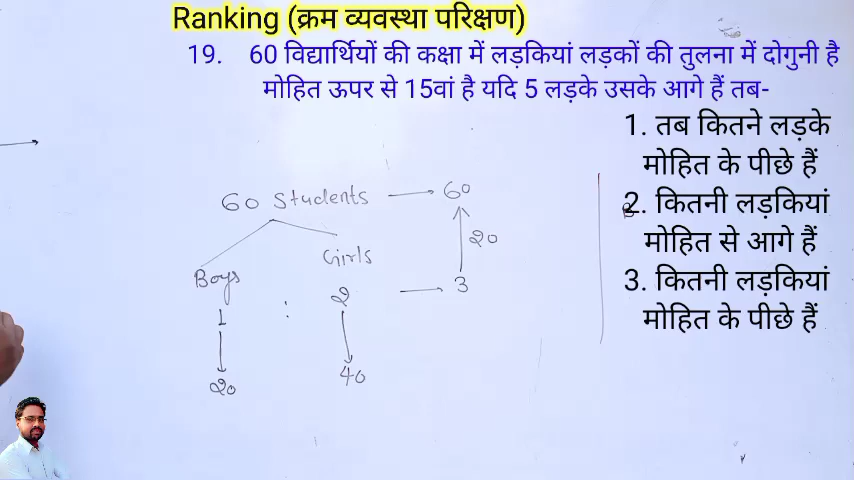 Ranking (क्रम व्यवस्था परिक्षण)
19. 60 विद्यार्थियों की कक्षा में लड़कियां लड़कों की तुलना में दोगुनी है
मोहित ऊपर से 15वां है यदि 5 लड़के उसके आगे हैं तब-
1. तब कितने लड़के
मोहित के पीछे हैं
2. कितनी लड़कियां
मोहित से आगे हैं
3. कितनी लड़कियां
मोहित के पीछे हैं
60 Students → 60
20
Girls
Boys
1 : 2 → 3
20 40